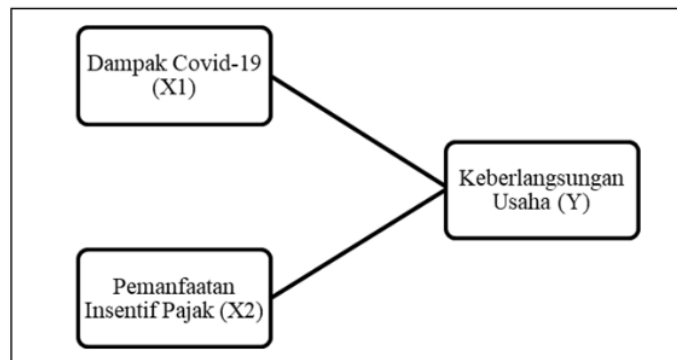 Dampak Covid-19
(X1)
Keberlangsungan
Usaha (Y)
Pemanfaatan
Insentif Pajak (X2)